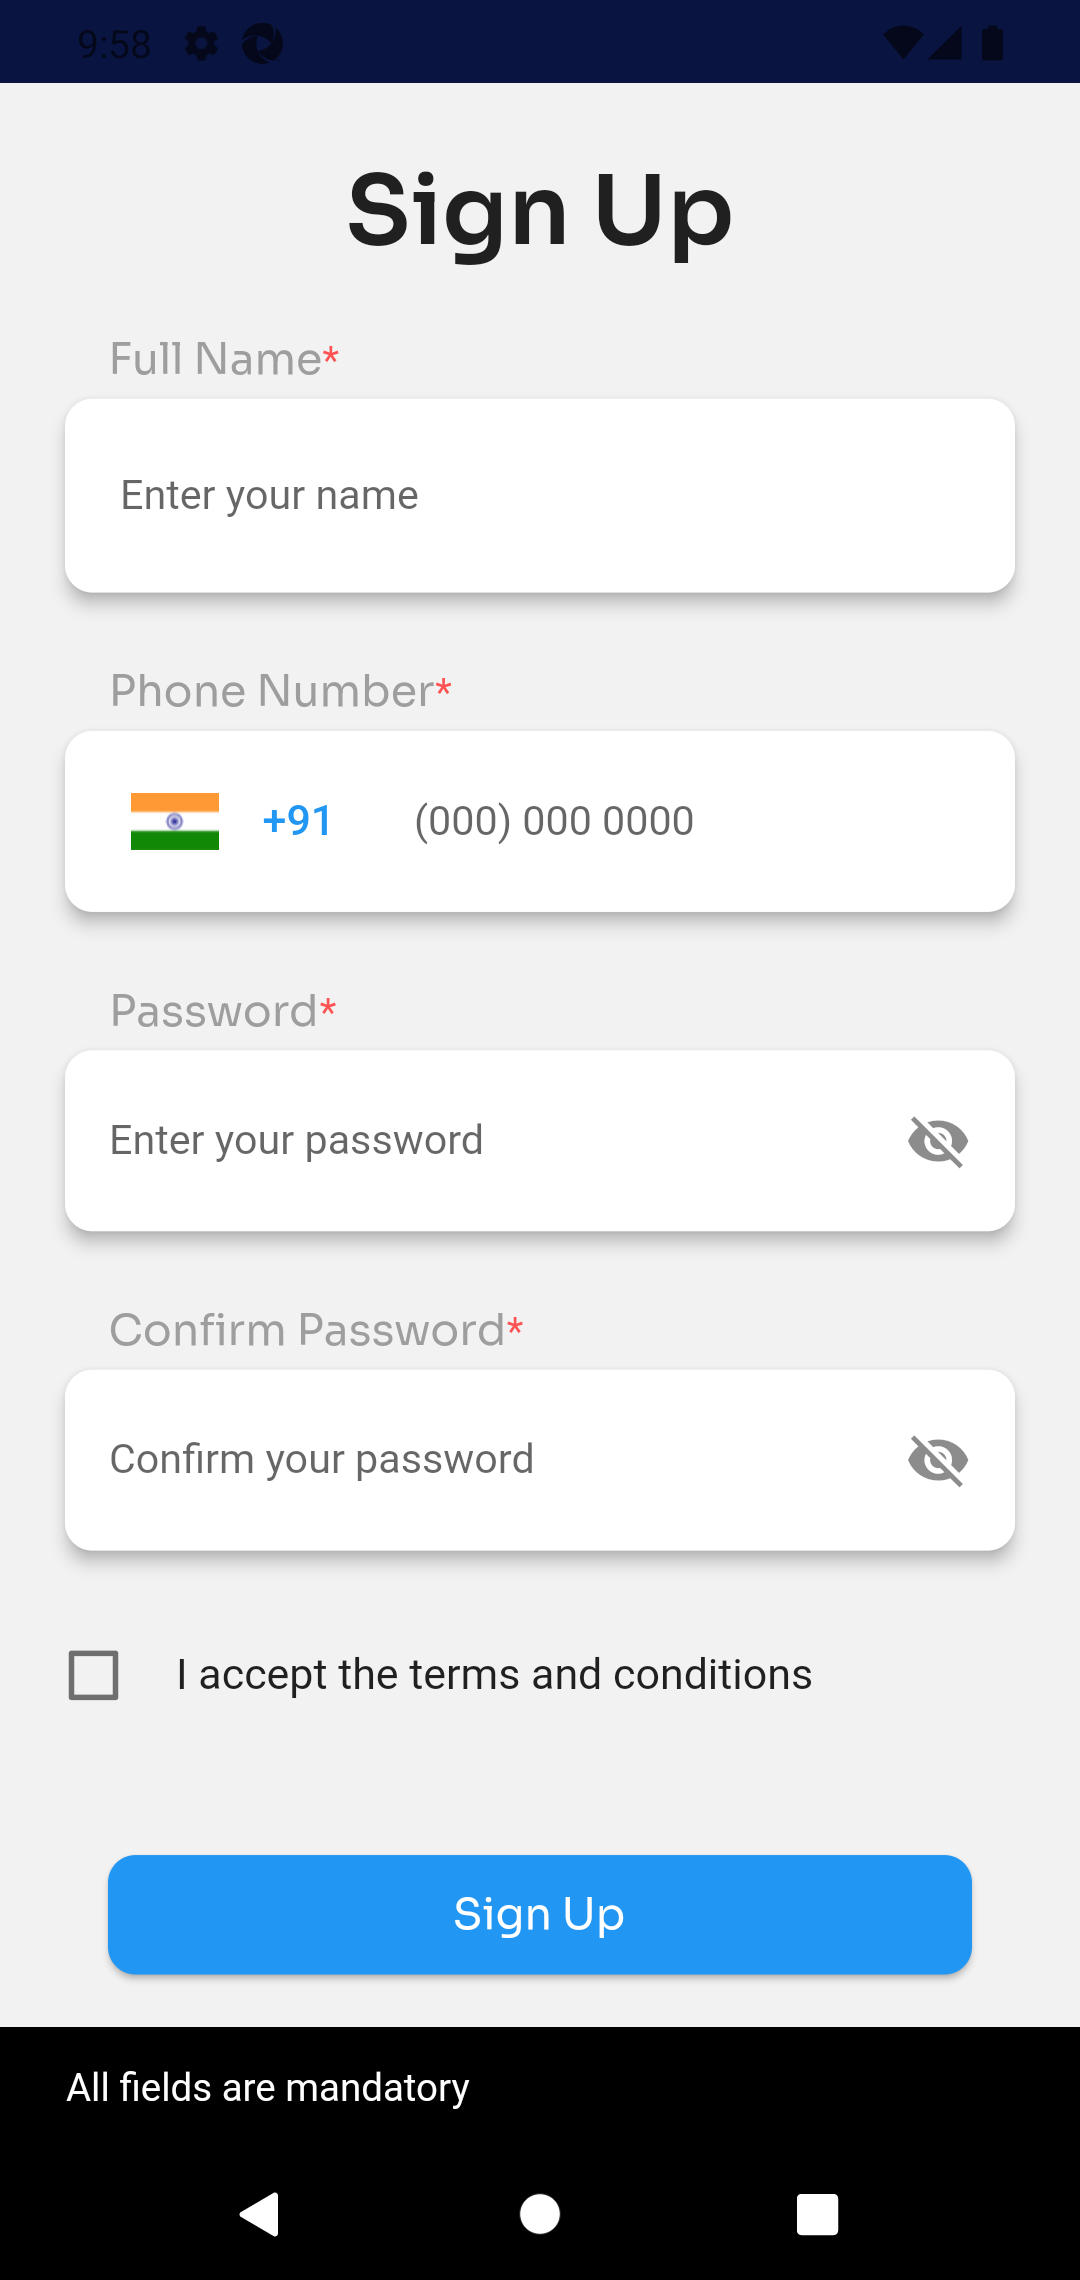 9:58
Sign Up
Full Name*
Enter your name
Phone Number*
+91 (000) 000 0000
Password*
Enter your password
Confirm Password*
Confirm your password
I accept the terms and conditions
Sign Up
All fields are mandatory